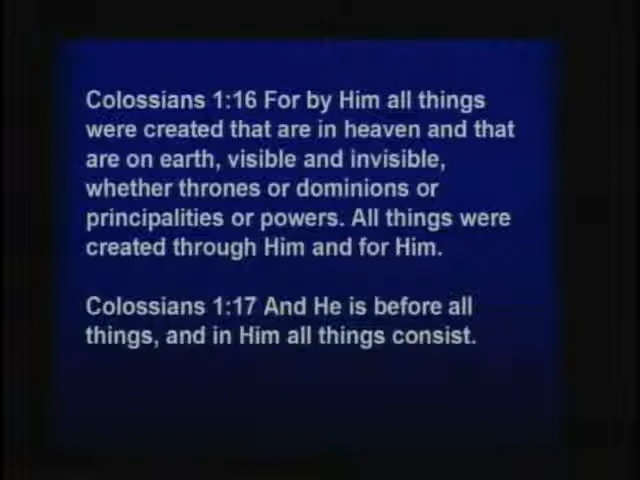 Colossians 1:16 For by Him all things
were created that are in heaven and that
are on earth, visible and invisible,
whether thrones or dominions or
principalities or powers. All things were
created through Him and for Him.
Colossians 1:17 And He is before all
things, and in Him all things consist.